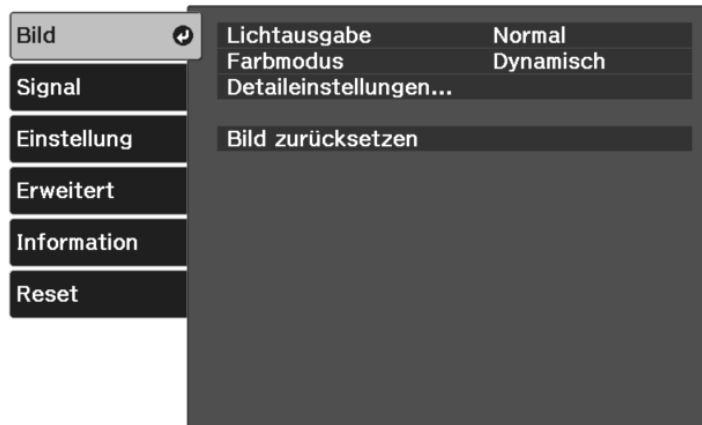 Bild
Signal
Einstellung
Erweitert
Information
Reset
Lichtausgabe Normal
Farbmodus Dynamisch
Detaileinstellungen...
Bild zurücksetzen